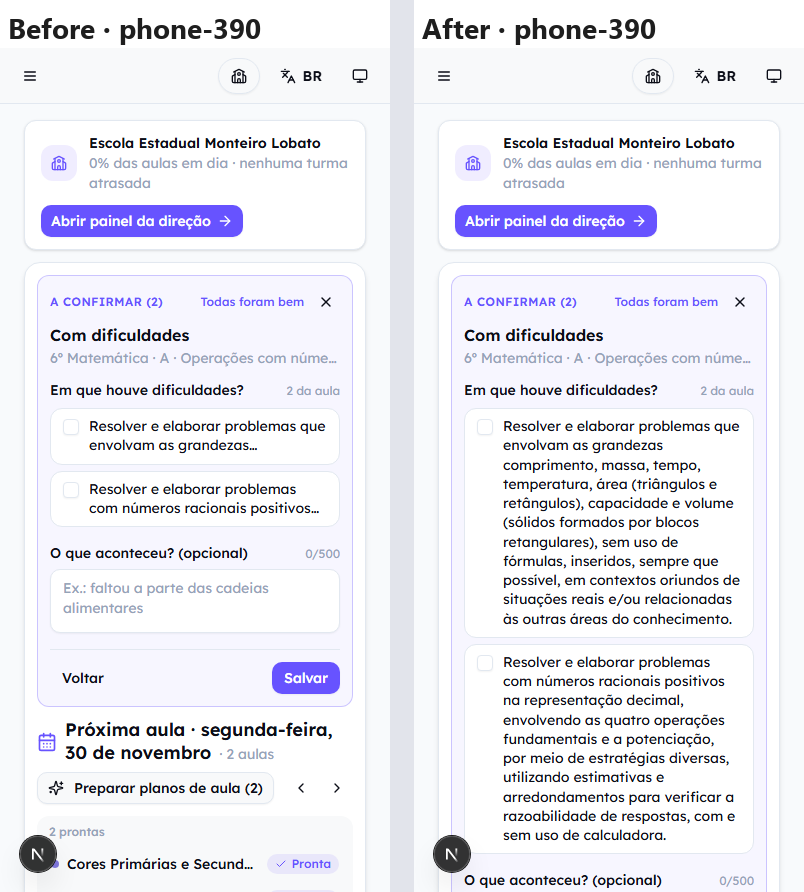 Before · phone-390
BR
Escola Estadual Monteiro Lobato
0% das aulas em dia · nenhuma turma
atrasada
Abrir painel da direção →
A CONFIRMAR (2)
Todas foram bem
Com dificuldades
6º Matemática · A · Operações com núme…
Em que houve dificuldades?
2 da aula
Resolver e elaborar problemas que
envolvam as grandezas…
Resolver e elaborar problemas
com números racionais positivos…
O que aconteceu? (opcional)
0/500
Ex.: faltou a parte das cadeias
alimentares
Voltar
Salvar
Próxima aula · segunda-feira,
30 de novembro · 2 aulas
Preparar planos de aula (2)
2 prontas
N
Cores Primárias e Secund…
Pronta
After · phone-390
BR
Escola Estadual Monteiro Lobato
0% das aulas em dia · nenhuma turma
atrasada
Abrir painel da direção →
A CONFIRMAR (2)
Todas foram bem
Com dificuldades
6º Matemática · A · Operações com núme…
Em que houve dificuldades?
2 da aula
Resolver e elaborar problemas que
envolvam as grandezas
comprimento, massa, tempo,
temperatura, área (triângulos e
retângulos), capacidade e volume
(sólidos formados por blocos
retangulares), sem uso de
fórmulas, inseridos, sempre que
possível, em contextos oriundos de
situações reais e/ou relacionadas
às outras áreas do conhecimento.
Resolver e elaborar problemas
com números racionais positivos
na representação decimal,
envolvendo as quatro operações
fundamentais e a potenciação,
por meio de estratégias diversas,
utilizando estimativas e
arredondamentos para verificar a
razoabilidade de respostas, com e
sem uso de calculadora.
N
O que aconteceu? (opcional)
0/500